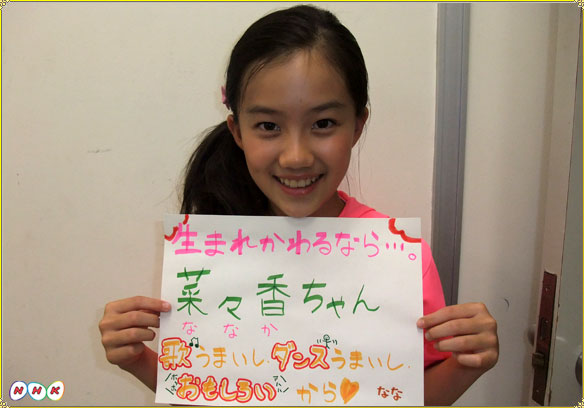 生まれかわるなら・・・。
菜々香ちゃん
ななか
歌うまいし、ダンスうまいし、
おもしろいから なな
NHK